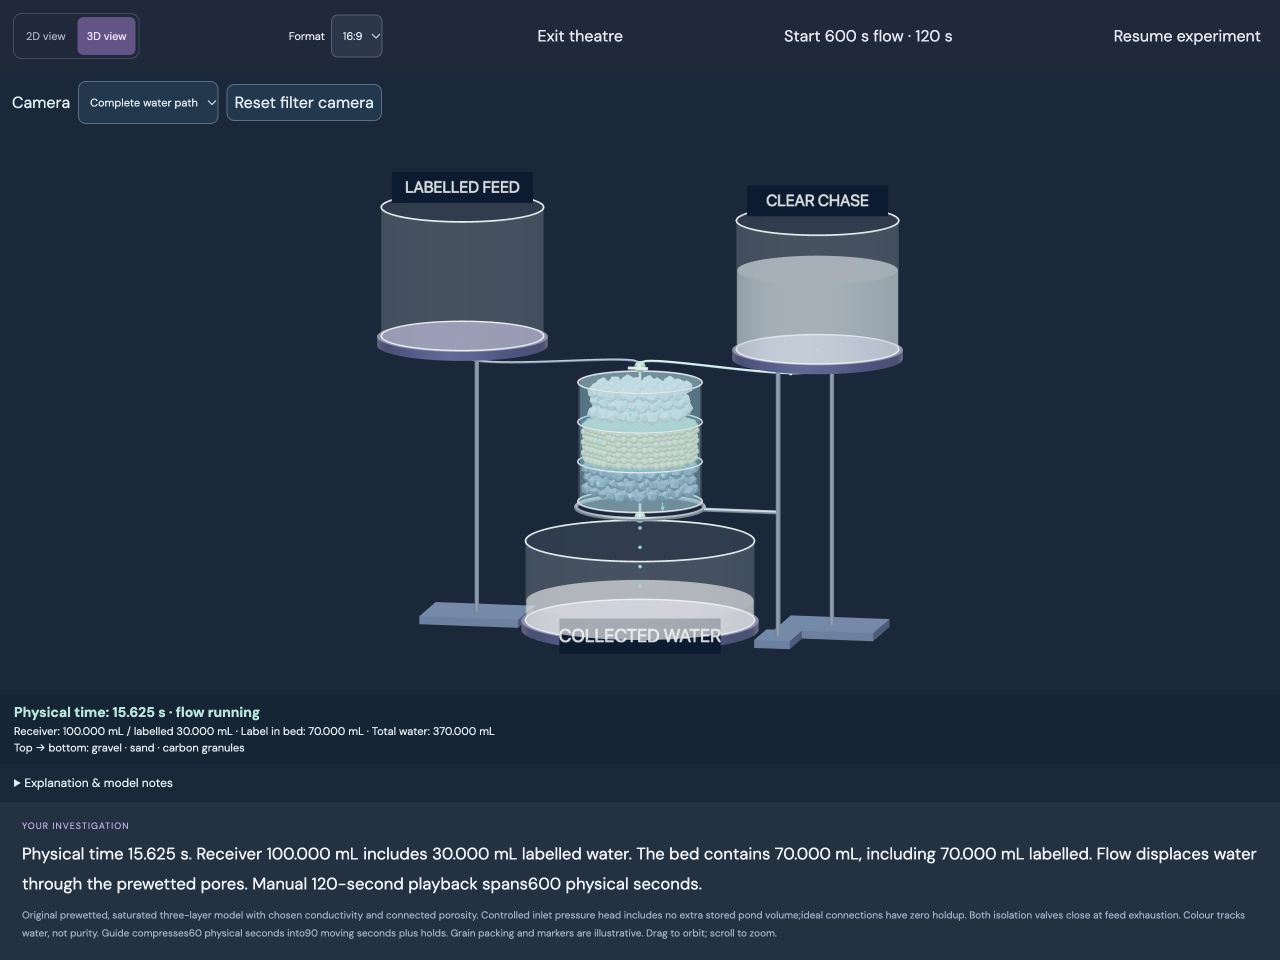 2D view
3D view
Format
16:9
Exit theatre
Start 600 s flow · 120 s
Resume experiment
Camera
Complete water path
Reset filter camera
LABELLED FEED
CLEAR CHASE
COLLECTED WATER
Physical time: 15.625 s · flow running
Receiver: 100.000 mL / labelled 30.000 mL · Label in bed: 70.000 mL · Total water: 370.000 mL
Top → bottom: gravel · sand · carbon granules
▶ Explanation & model notes
YOUR INVESTIGATION
Physical time 15.625 s. Receiver 100.000 mL includes 30.000 mL labelled water. The bed contains 70.000 mL, including 70.000 mL labelled. Flow displaces water
through the prewetted pores. Manual 120-second playback spans600 physical seconds.
Original prewetted, saturated three-layer model with chosen conductivity and connected porosity. Controlled inlet pressure head includes no extra stored pond volume;ideal connections have zero holdup. Both isolation valves close at feed exhaustion. Colour tracks
water, not purity. Guide compresses60 physical seconds into90 moving seconds plus holds. Grain packing and markers are illustrative. Drag to orbit; scroll to zoom.